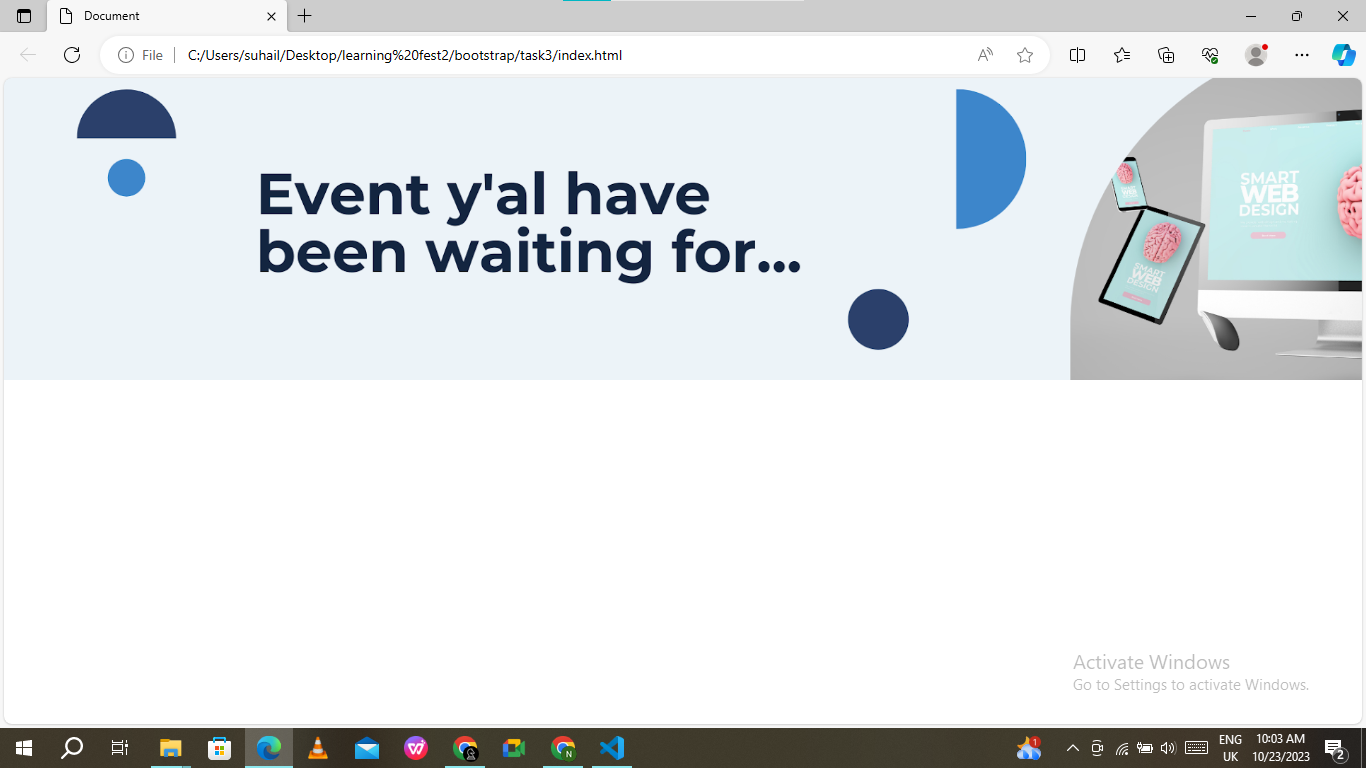 Document
File
C:/Users/suhail/Desktop/learning%20fest2/bootstrap/task3/index.html
Event y'al have
been waiting for...
SMART
WEB
DESIGN
SMART
WEB
DESIGN
Activate Windows
Go to Settings to activate Windows.
1
ENG
UK
10:03 AM
10/23/2023
2
N